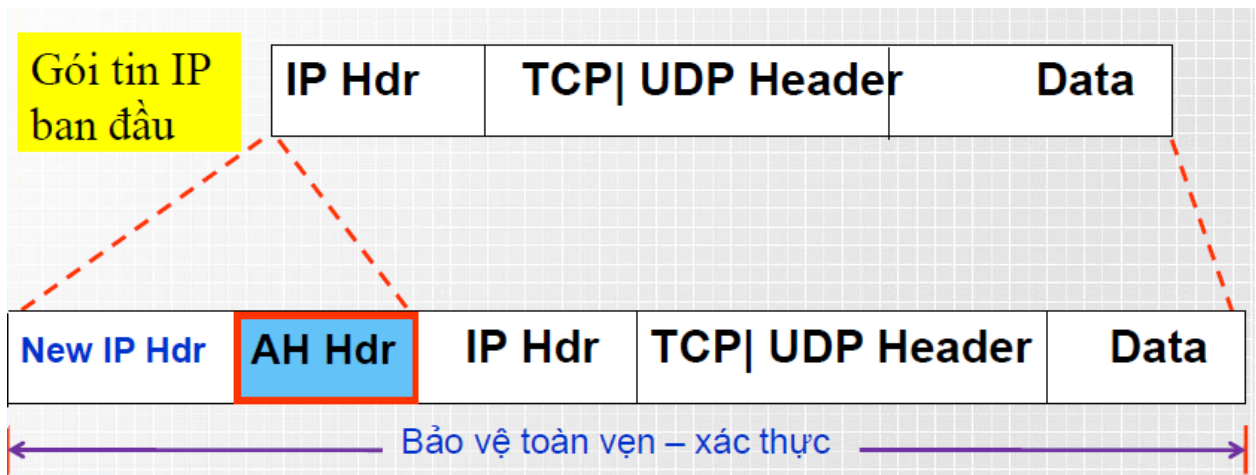 Gói tin IP
ban đầu
IP Hdr TCP| UDP Header Data
New IP Hdr AH Hdr IP Hdr TCP| UDP Header Data
Bảo vệ toàn vẹn – xác thực